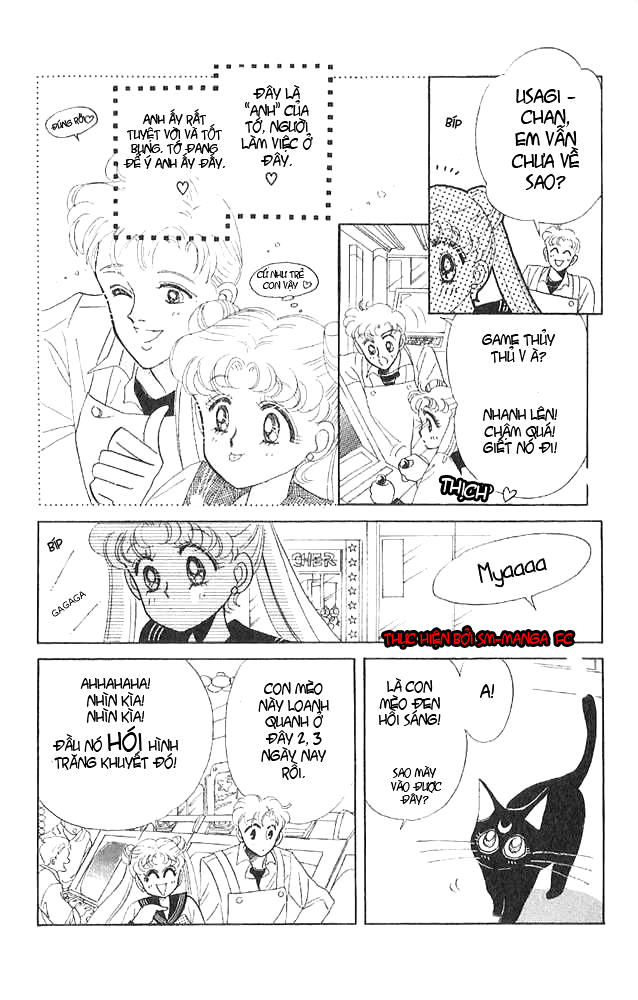 USAGI -
CHAN,
EM VẪN
CHƯA VỀ
SAO?
BÍP
ĐÂY LÀ
"ANH" CỦA
TỚ, NGƯỜI
LÀM VIỆC Ở
ĐÂY.
♡
ANH ẤY RẤT
TUYỆT VỜI VÀ TỐT
BỤNG. TỚ ĐANG
ĐỂ Ý ANH ẤY ĐẤY.
♡
ĐÚNG RỒI♡
CỨ NHƯ TRẺ
CON VẬY ♡
GAME THỦY
THỦ V À?
NHANH LÊN!
CHẬM QUÁ!
GIẾT NÓ ĐI!
THỊCH ♡
BÍP
GAGAGA
CHER
Myaaaa
THỰC HIỆN BỞI SM-MANGA FC
A!
LÀ CON
MÈO ĐEN
HỒI SÁNG!
SAO MÀY
VÀO ĐƯỢC
ĐÂY?
CON MÈO
NÀY LOANH
QUANH Ở
ĐÂY 2, 3
NGÀY NAY
RỒI.
AHHAHAHA!
NHÌN KÌA!
NHÌN KÌA!
ĐẦU NÓ HÓI HÌNH
TRĂNG KHUYẾT ĐÓ!